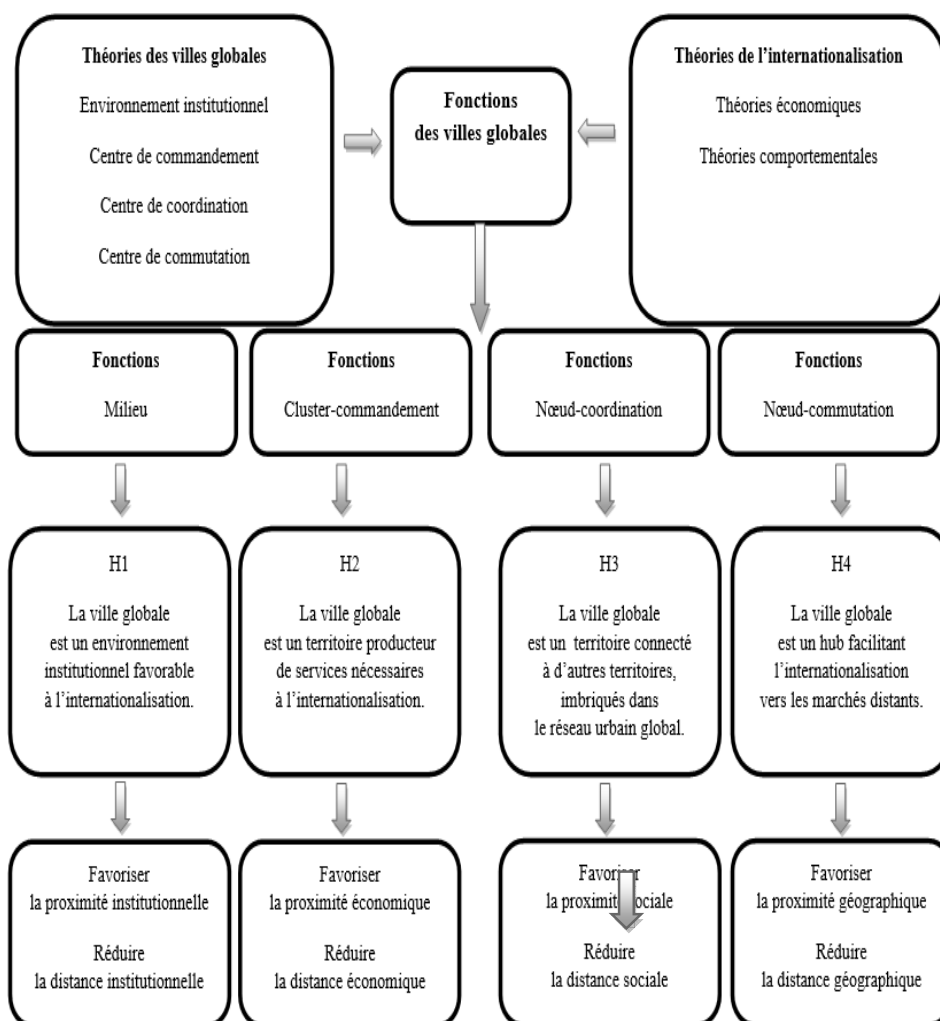 Théories des villes globales
Environnement institutionnel
Centre de commandement
Centre de coordination
Centre de commutation
Fonctions
des villes globales
Théories de l'internationalisation
Théories économiques
Théories comportementales
Fonctions
Milieu
Fonctions
Cluster-commandement
Fonctions
Nœud-coordination
Fonctions
Nœud-commutation
H1
La ville globale
est un environnement
institutionnel favorable
à l'internationalisation.
H2
La ville globale
est un territoire producteur
de services nécessaires
à l'internationalisation.
H3
La ville globale
est un territoire connecté
à d'autres territoires,
imbriqués dans
le réseau urbain global.
H4
La ville globale
est un hub facilitant
l'internationalisation
vers les marchés distants.
Favoriser
la proximité institutionnelle
Réduire
la distance institutionnelle
Favoriser
la proximité économique
Réduire
la distance économique
Favoriser
la proximité sociale
Réduire
la distance sociale
Favoriser
la proximité géographique
Réduire
la distance géographique